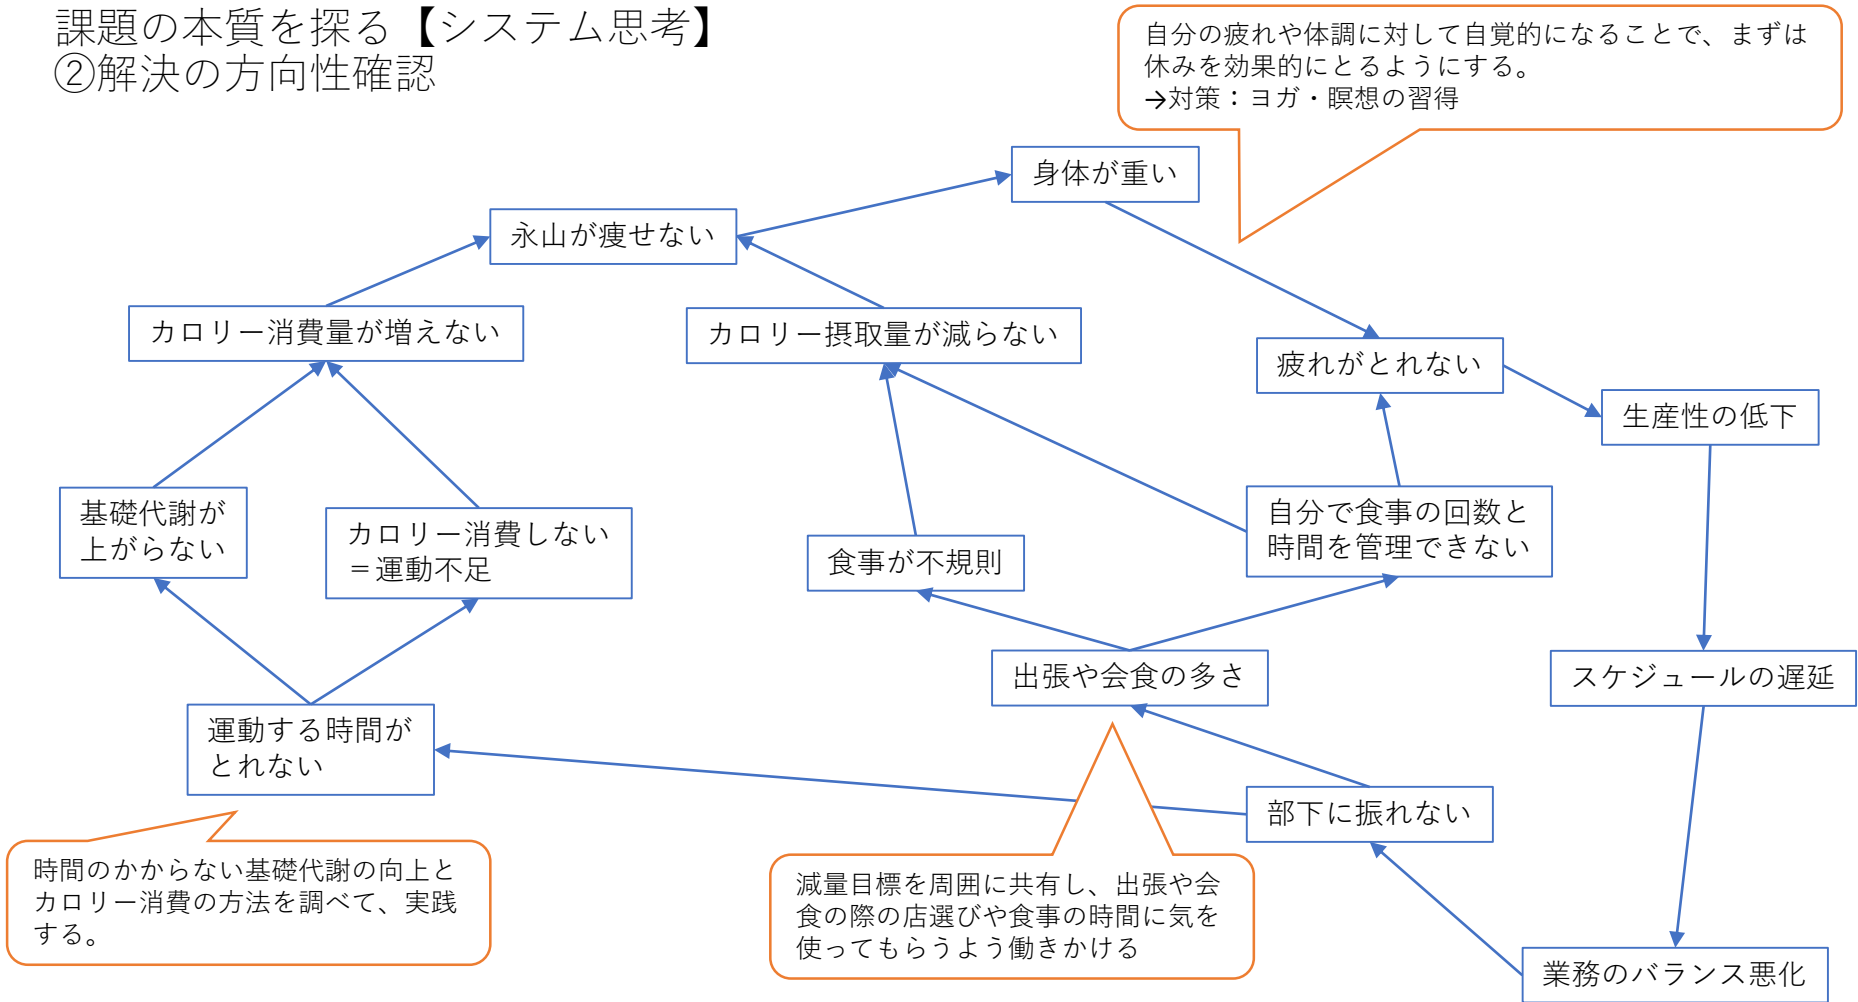 課題の本質を探る【システム思考】
②解決の方向性確認
自分の疲れや体調に対して自覚的になることで、まずは
休みを効果的にとるようにする。
→対策：ヨガ・瞑想の習得
身体が重い
永山が痩せない
カロリー消費量が増えない
カロリー摂取量が減らない
疲れがとれない
生産性の低下
基礎代謝が
上がらない
カロリー消費しない
＝運動不足
食事が不規則
自分で食事の回数と
時間を管理できない
出張や会食の多さ
スケジュールの遅延
運動する時間が
とれない
部下に振れない
時間のかからない基礎代謝の向上と
カロリー消費の方法を調べて、実践
する。
減量目標を周囲に共有し、出張や会
食の際の店選びや食事の時間に気を
使ってもらうよう働きかける
業務のバランス悪化